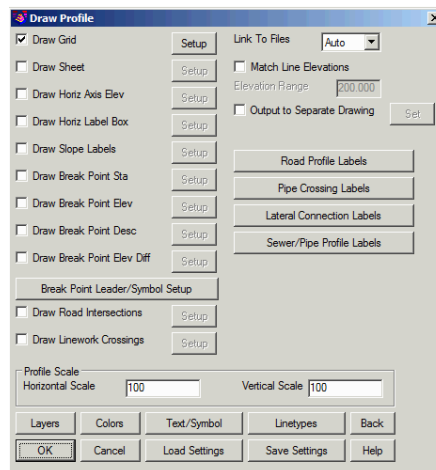 Draw Profile
Draw Grid Setup Link To Files Auto
Draw Sheet Setup Match Line Elevations
Draw Horiz Axis Elev Setup Elevation Range 200.000
Draw Horiz Label Box Setup Output to Separate Drawing Set
Draw Slope Labels Setup Road Profile Labels
Draw Break Point Sta Setup Pipe Crossing Labels
Draw Break Point Elev Setup Lateral Connection Labels
Draw Break Point Desc Setup Sewer/Pipe Profile Labels
Draw Break Point Elev Diff Setup
Break Point Leader/Symbol Setup
Draw Road Intersections Setup
Draw Linework Crossings Setup
Profile Scale
Horizontal Scale 100 Vertical Scale 100
Layers Colors Text/Symbol Linetypes Back
OK Cancel Load Settings Save Settings Help